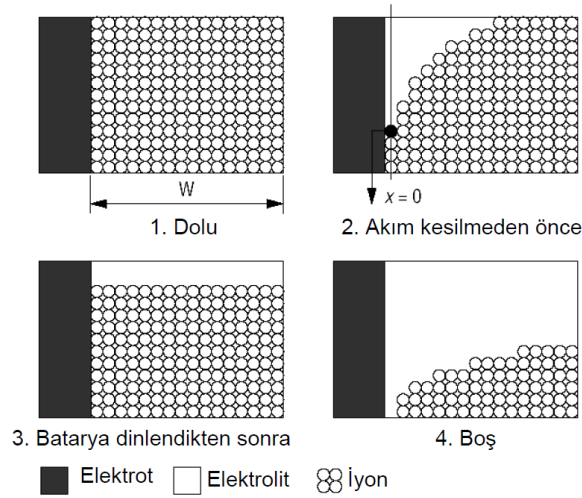 W
x = 0
1. Dolu
2. Akım kesilmeden önce
3. Batarya dinlendikten sonra
4. Boş
Elektrot
Elektrolit
İyon